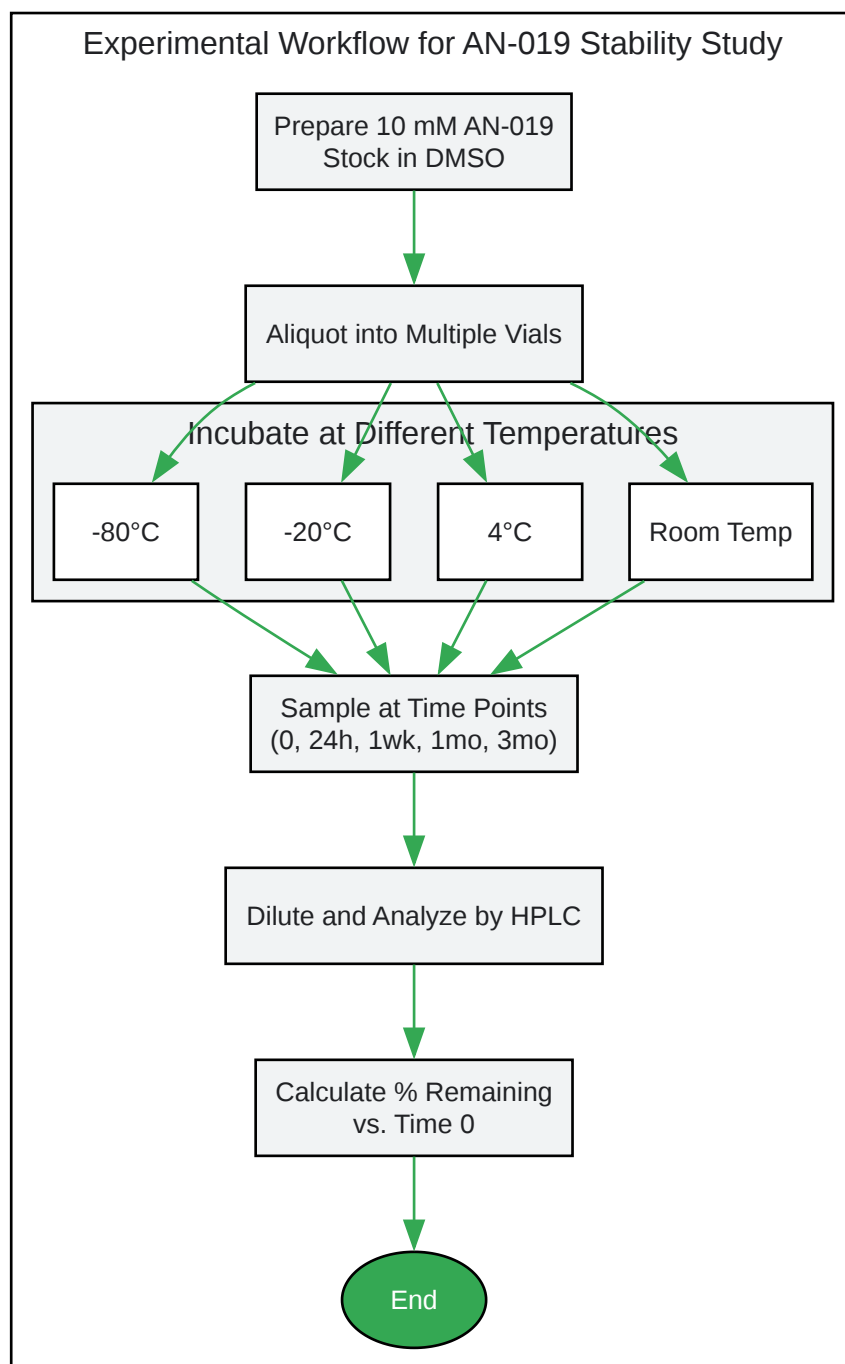 Experimental Workflow for AN-019 Stability Study
Prepare 10 mM AN-019
Stock in DMSO
Aliquot into Multiple Vials
Incubate at Different Temperatures
-80°C
-20°C
4°C
Room Temp
Sample at Time Points
(0, 24h, 1wk, 1mo, 3mo)
Dilute and Analyze by HPLC
Calculate % Remaining
vs. Time 0
End